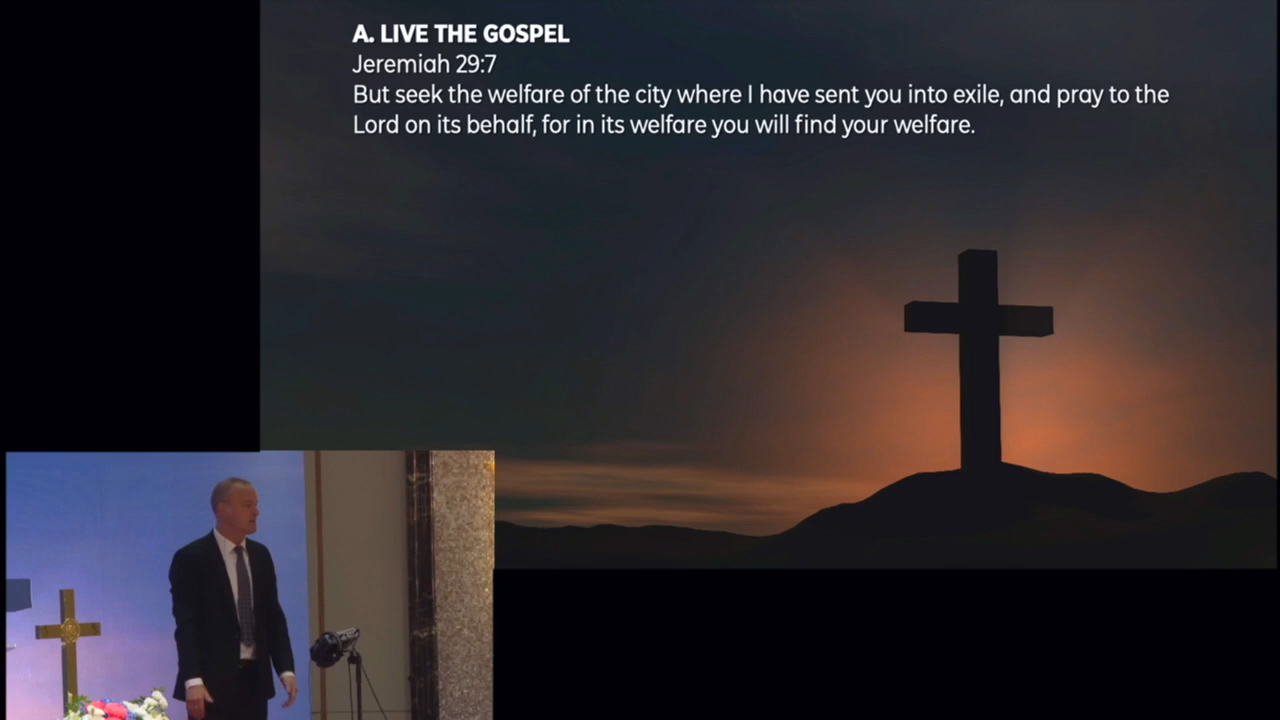 A. LIVE THE GOSPEL
Jeremiah 29:7
But seek the welfare of the city where I have sent you into exile, and pray to the
Lord on its behalf, for in its welfare you will find your welfare.